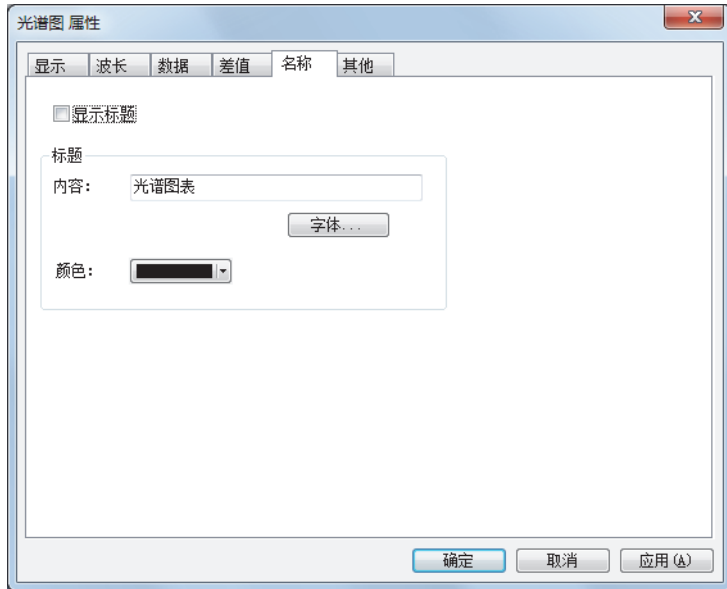 光谱图 属性
显示 波长 数据 差值 名称 其他
显示标题
标题
内容： 光谱图表
字体...
颜色：
确定 取消 应用(A)